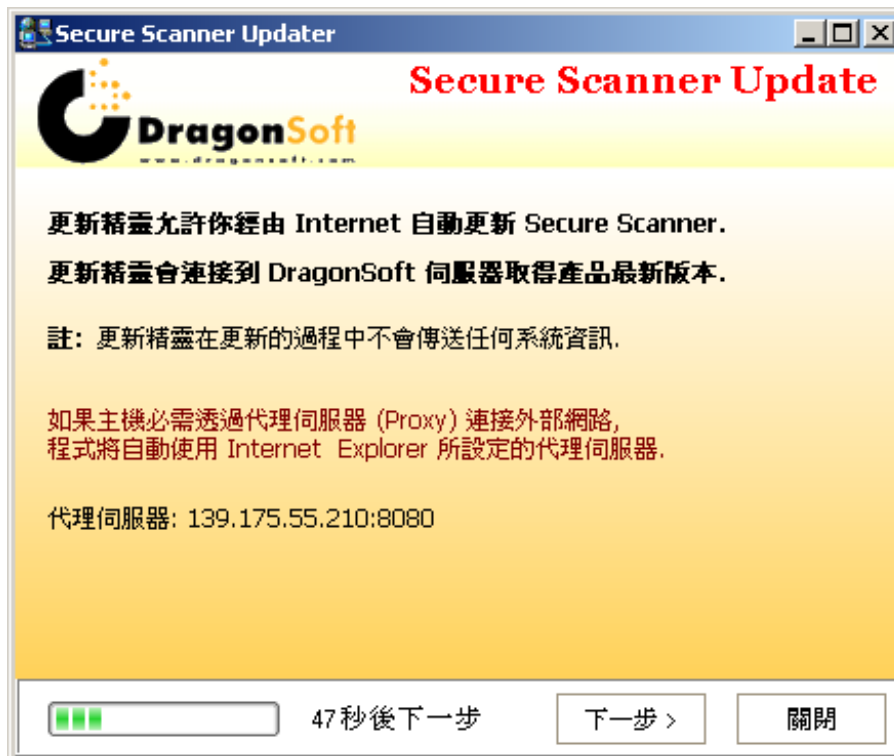 Secure Scanner Updater
Secure Scanner Update
DragonSoft
www.dragonsoft.com
更新精靈允許你經由 Internet 自動更新 Secure Scanner.
更新精靈會連接到 DragonSoft 伺服器取得產品最新版本.
註: 更新精靈在更新的過程中不會傳送任何系統資訊.
如果主機必需透過代理伺服器 (Proxy) 連接外部網路,
程式將自動使用 Internet Explorer 所設定的代理伺服器.
代理伺服器: 139.175.55.210:8080
47秒後下一步
下一步 >
關閉